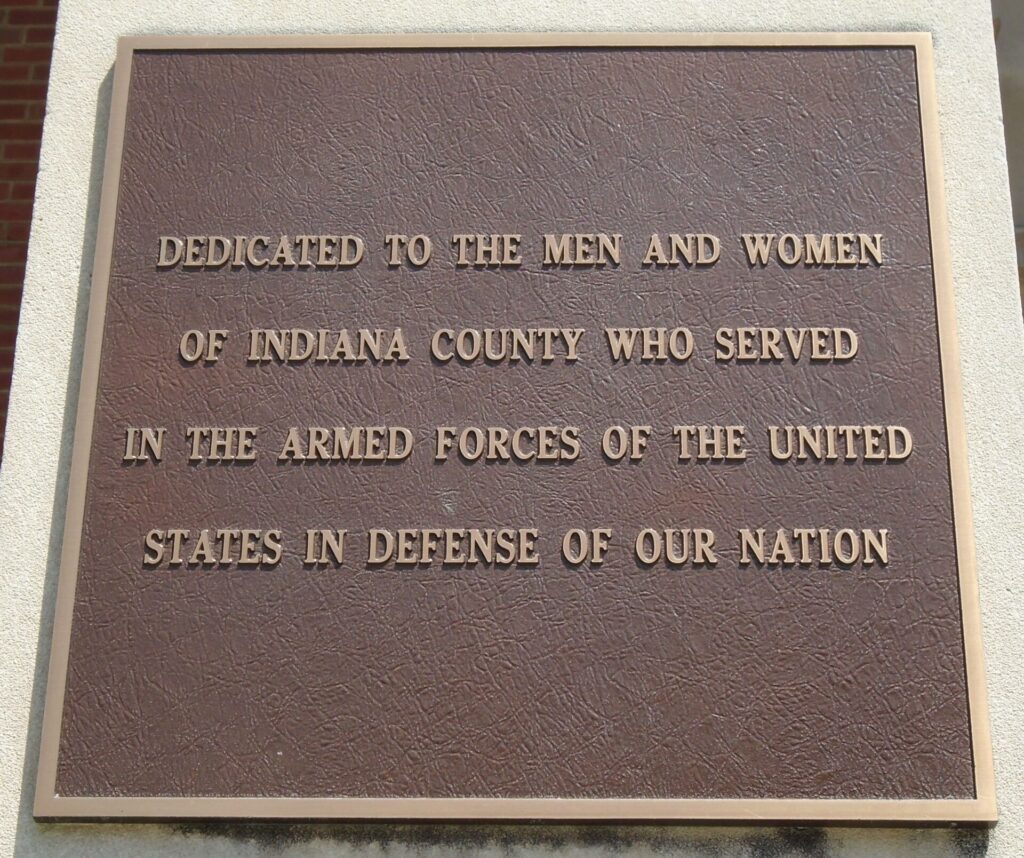 DEDICATED TO THE MEN AND WOMEN
OF INDIANA COUNTY WHO SERVED
IN THE ARMED FORCES OF THE UNITED
STATES IN DEFENSE OF OUR NATION